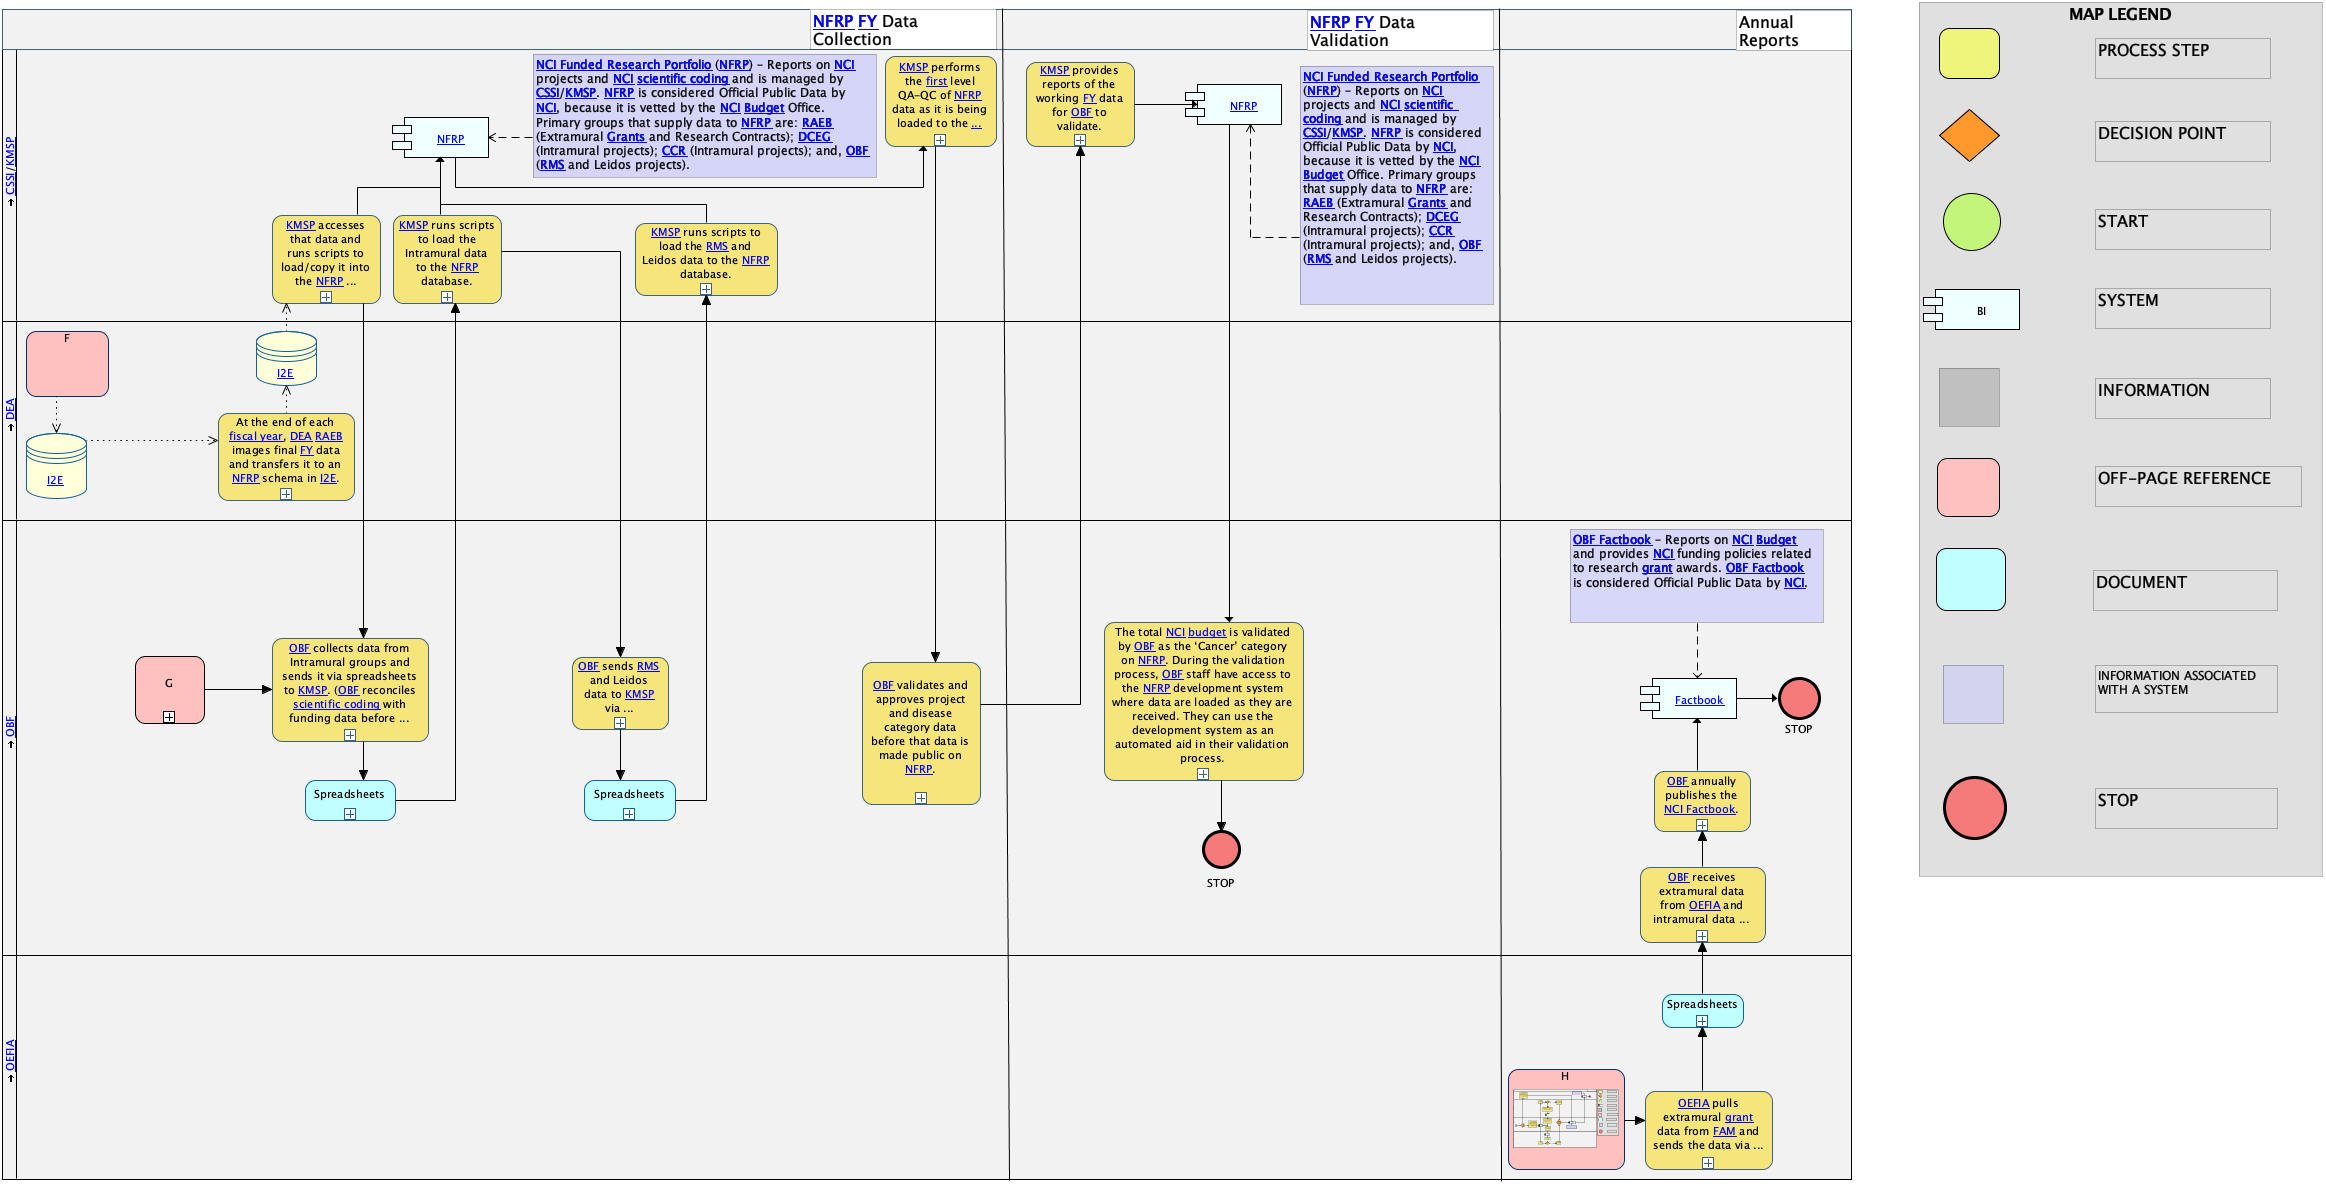 NFRP FY Data
Collection
NFRP FY Data
Validation
Annual
Reports
CSSI/KMSP
NCI Funded Research Portfolio (NFRP) – Reports on NCI
projects and NCI scientific coding and is managed by
CSSI/KMSP. NFRP is considered Official Public Data by
NCI, because it is vetted by the NCI Budget Office.
Primary groups that supply data to NFRP are: RAEB
(Extramural Grants and Research Contracts); DCEG
(Intramural projects); CCR (Intramural projects); and, OBF
(RMS and Leidos projects).
KMSP performs
the first level
QA-QC of NFRP
data as it is being
loaded to the ...
NFRP
KMSP accesses
that data and
runs scripts to
load/copy it into
the NFRP ...
KMSP runs scripts
to load the
Intramural data
to the NFRP
database.
KMSP runs scripts to
load the RMS and
Leidos data to the NFRP
database.
KMSP provides
reports of the
working FY data
for OBF to
validate.
NFRP
NCI Funded Research Portfolio
(NFRP) – Reports on NCI
projects and NCI scientific
coding and is managed by
CSSI/KMSP. NFRP is considered
Official Public Data by NCI,
because it is vetted by the NCI
Budget Office. Primary groups
that supply data to NFRP are:
RAEB (Extramural Grants and
Research Contracts); DCEG
(Intramural projects); CCR
(Intramural projects); and, OBF
(RMS and Leidos projects).
DEA
F
I2E
I2E
At the end of each
fiscal year, DEA RAEB
images final FY data
and transfers it to an
NFRP schema in I2E.
OBF
G
OBF collects data from
Intramural groups and
sends it via spreadsheets
to KMSP. (OBF reconciles
scientific coding with
funding data before ...
Spreadsheets
OBF sends RMS
and Leidos
data to KMSP
via ...
Spreadsheets
OBF validates and
approves project
and disease
category data
before that data is
made public on
NFRP.
The total NCI budget is validated
by OBF as the 'Cancer' category
on NFRP. During the validation
process, OBF staff have access to
the NFRP development system
where data are loaded as they are
received. They can use the
development system as an
automated aid in their validation
process.
STOP
OBF Factbook – Reports on NCI Budget
and provides NCI funding policies related
to research grant awards. OBF Factbook
is considered Official Public Data by NCI.
Factbook
STOP
OBF annually
publishes the
NCI Factbook.
OBF receives
extramural data
from OEFIA and
intramural data ...
OEFIA
Spreadsheets
H
OEFIA pulls
extramural grant
data from FAM and
sends the data via ...
MAP LEGEND
PROCESS STEP
DECISION POINT
START
BI
SYSTEM
INFORMATION
OFF-PAGE REFERENCE
DOCUMENT
INFORMATION ASSOCIATED
WITH A SYSTEM
STOP